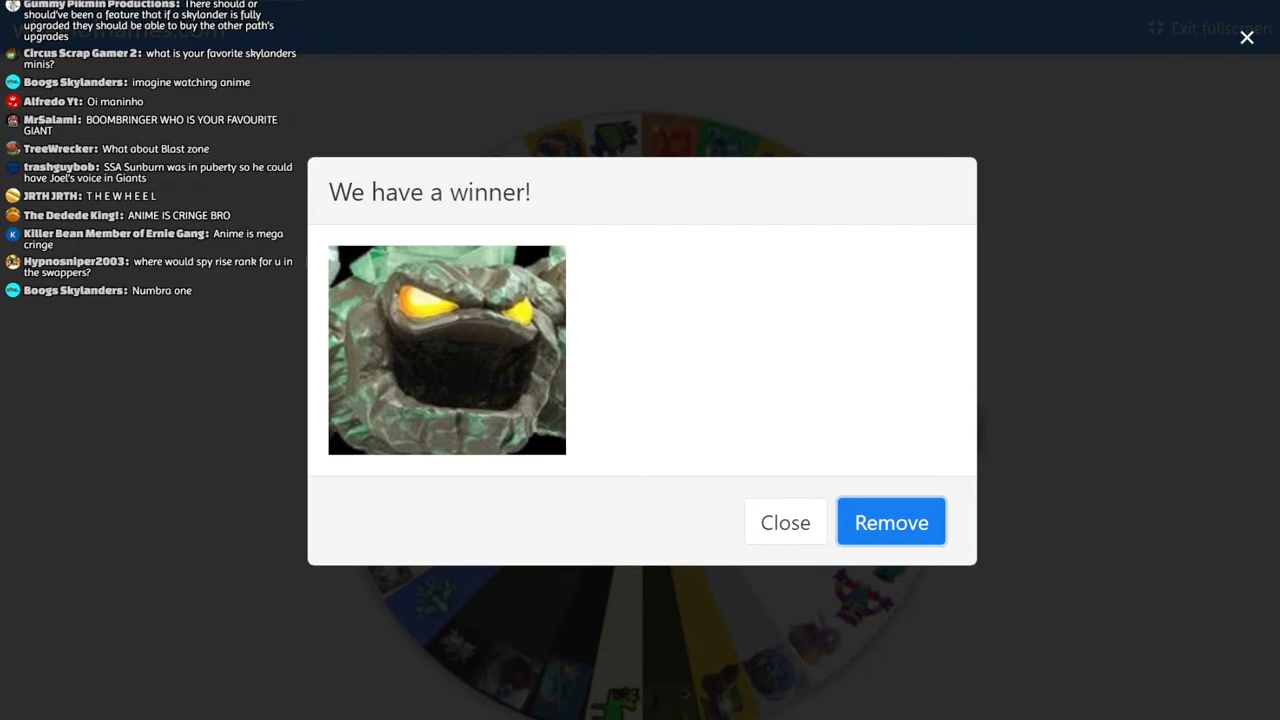 Gummy Pikmin Productions: There should or
should've been a feature that if a skylander is fully
upgraded they should be able to buy the other path's
upgrades
Exit fullscreen
Circus Scrap Gamer 2: what is your favorite skylanders
minis?
Boogs Skylanders: imagine watching anime
Alfredo Yt: Oi maninho
MrSalami: BOOMBRINGER WHO IS YOUR FAVOURITE
GIANT
TreeWrecker: What about Blast zone
trashguybob: SSA Sunburn was in puberty so he could
have Joel's voice in Giants
JRTH JRTH: T H E W H E E L
The Dedede King!: ANIME IS CRINGE BRO
Killer Bean Member of Ernie Gang: Anime is mega
cringe
Hypnosniper2003: where would spy rise rank for u in
the swappers?
Boogs Skylanders: Numbra one
We have a winner!
Close
Remove